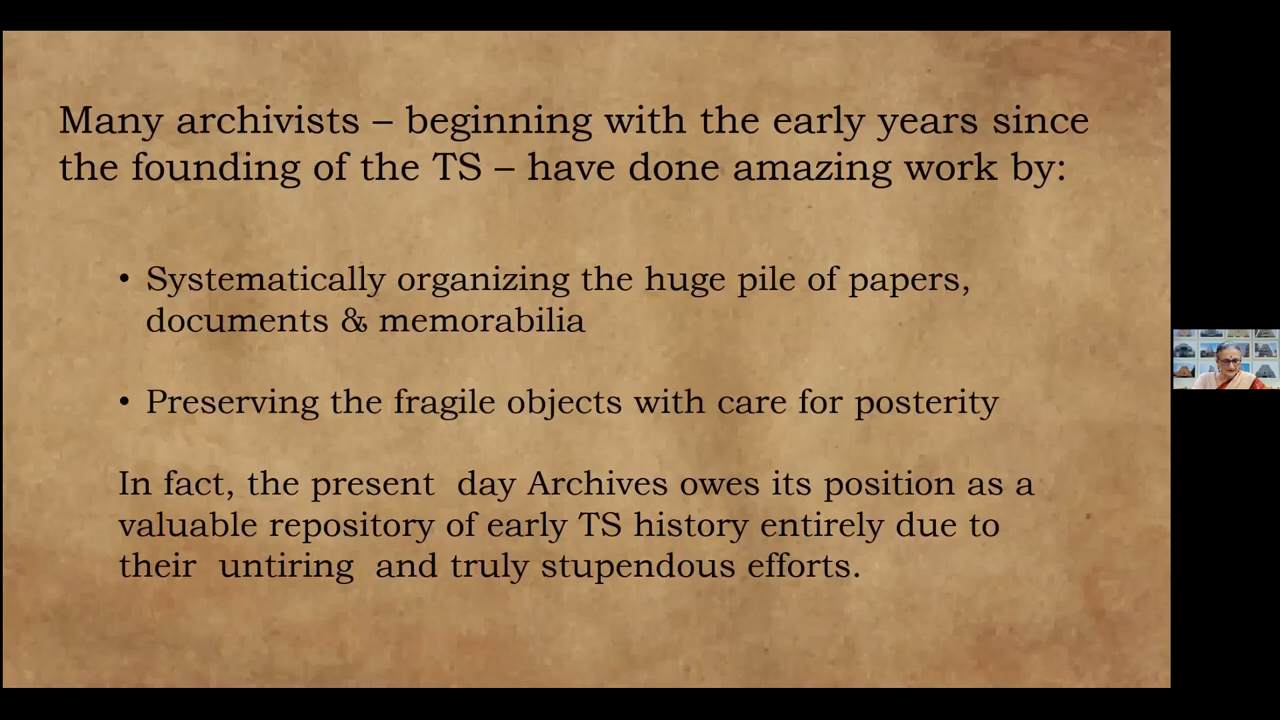 Many archivists – beginning with the early years since
the founding of the TS – have done amazing work by:
• Systematically organizing the huge pile of papers,
documents & memorabilia
• Preserving the fragile objects with care for posterity
In fact, the present  day Archives owes its position as a
valuable repository of early TS history entirely due to
their  untiring  and truly stupendous efforts.